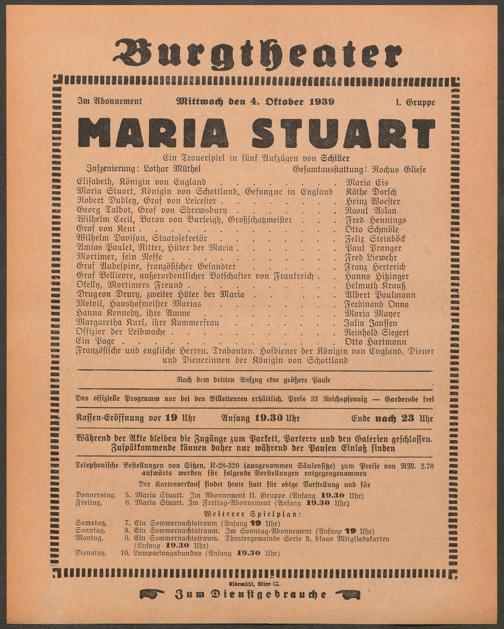 Burgtheater
Im Abonnement Mittwoch den 4. Oktober 1939 I. Gruppe
MARIA STUART
Ein Trauerspiel in fünf Aufzügen von Schiller
Inszenierung: Lothar Müthel Gesamtausstattung: Rochus Gliese
Elisabeth, Königin von England Maria Eis
Maria Stuart, Königin von Schottland, Gefangne in England Käthe Dorsch
Robert Dudley, Graf von Leicester Heinz Woester
Georg Talbot, Graf von Shrewsbury Raoul Aslan
Wilhelm Cecil, Baron von Burleigh, Großschatzmeister Fred Hennings
Graf von Kent Otto Schmöle
Wilhelm Davison, Staatssekretär Felix Steinböck
Amias Paulet, Ritter, Hüter der Maria Paul Pranger
Mortimer, sein Neffe Fred Liewehr
Graf Aubespine, französischer Gesandter Franz Herterich
Graf Bellievre, außerordentlicher Botschafter von Frankreich Hanns Hitzinger
Okelly, Mortimers Freund Helmuth Krauß
Drugeon Drury, zweiter Hüter der Maria Albert Paulmann
Melvil, Haushofmeister Marias Ferdinand Onno
Hanna Kennedy, ihre Amme Maria Mayer
Margaretha Kurl, ihre Kammerfrau Julia Janssen
Offizier der Leibwache Reinhold Siegert
Ein Page Otto Hartmann
Französische und englische Herren. Trabanten. Hofdiener der Königin von England. Diener
und Dienerinnen der Königin von Schottland
Nach dem dritten Aufzug eine größere Pause
Das offizielle Programm nur bei den Billetteuren erhältlich. Preis 33 Reichspfennig — Garderobe frei
Kassen-Eröffnung vor 19 Uhr Anfang 19.30 Uhr Ende nach 23 Uhr
Während der Akte bleiben die Zugänge zum Parkett, Parterre und den Galerien geschlossen.
Zuspätkommende können daher nur während der Pausen Einlaß finden
Telephonische Bestellungen von Sitzen, R-28-320 (ausgenommen Säulensitze) zum Preise von RM. 2.70
aufwärts werden für folgende Vorstellungen entgegengenommen
Der Kartenverkauf findet heute statt für obige Vorstellung und für
Donnerstag, 5. Maria Stuart. Im Abonnement II. Gruppe (Anfang 19.30 Uhr)
Freitag, 6. Maria Stuart. Im Freitag-Abonnement (Anfang 19.30 Uhr)
Weiterer Spielplan:
Samstag, 7. Ein Sommernachtstraum (Anfang 19 Uhr)
Sonntag, 8. Ein Sommernachtstraum. Im Sonntag-Abonnement (Anfang 19 Uhr)
Montag, 9. Ein Sommernachtstraum. Theatergemeinde Serie B, blaue Mitgliedskarten
(Anfang 19.30 Uhr)
Dienstag, 10. Lumpacivagabundus (Anfang 19.30 Uhr)
Elbemühl, Wien IX.
Zum Dienstgebrauche